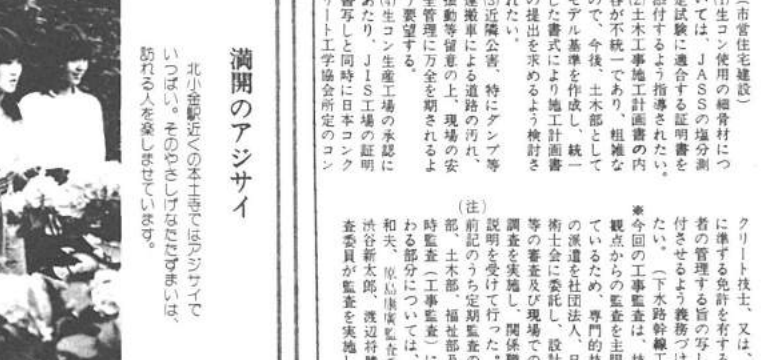 (市営住宅建設)
(1)生コン使用の細骨材につ
いては、JASSの塩分測
定試験に適合する証明書を
添付するよう指導されたい。
(2)土木工事施工計画書の内
容が不統一であり、粗雑な
ので、今後、土木部として
モデル基準を作成し、統一
した書式により施工計画書
の提出を求めるよう検討さ
れたい。
(3)近隣公害、特にダンプ等
運搬車による道路の汚れ、
振動等留意の上、現場の安
全管理に万全を期されるよ
う要望する。
(4)生コン生産工場の承認に
あたり、JIS工場の証明
書写しと同時に日本コンク
リート工学協会所定のコン
クリート技士、又は、
に準ずる免許を有する
者の管理する旨の写し
付させるよう義務づ
たい。(下水路幹線工
※今回の工事監査は、技
観点からの監査を主眼
ているため、専門的技
の派遣を社団法人、日
術士会に委託し、設計
等の審査及び現場での
調査を実施し、関係職
説明を受けて行った。
(注)
前記のうち定期監査の
部、土木部、福祉部及
時監査(工事監査)に
わる部分については、
和夫、原島康廣監査
渋谷新太郎、渡辺将勝
査委員が監査を実施し
満開のアジサイ
北小金駅近くの本土寺ではアジサイで
いっぱい。そのやさしげなたたずまいは、
訪れる人を楽しませています。